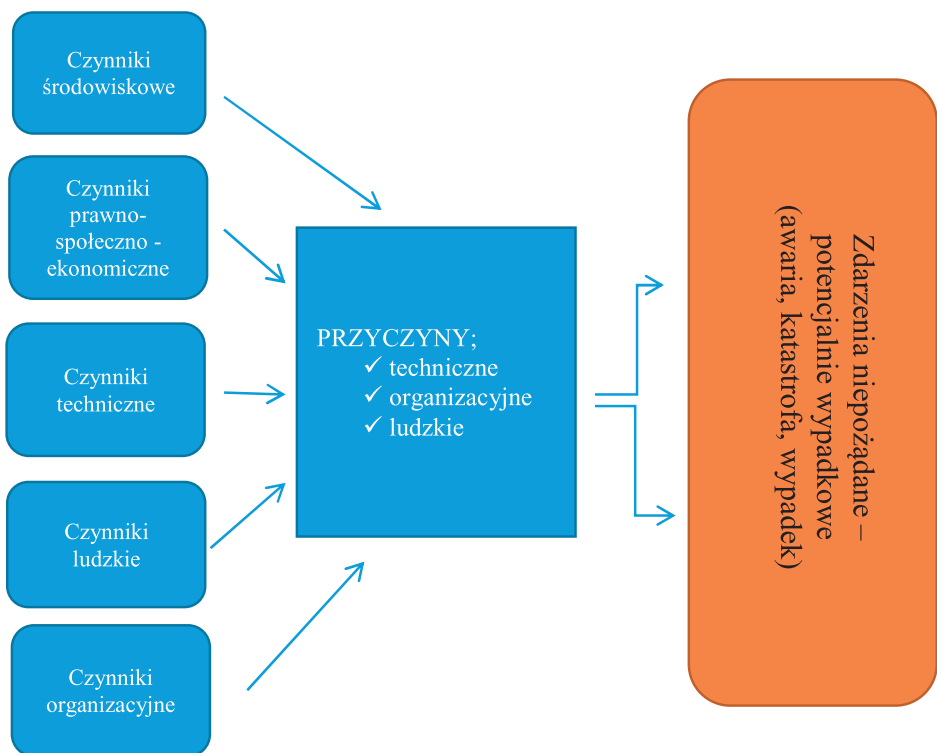 Czynniki
środowiskowe
Czynniki
prawno-
społeczno -
ekonomiczne
Czynniki
techniczne
Czynniki
ludzkie
Czynniki
organizacyjne
PRZYCZYNY;
✓ techniczne
✓ organizacyjne
✓ ludzkie
Zdarzenia niepożądane –
potencjalnie wypadkowe
(awaria, katastrofa, wypadek)